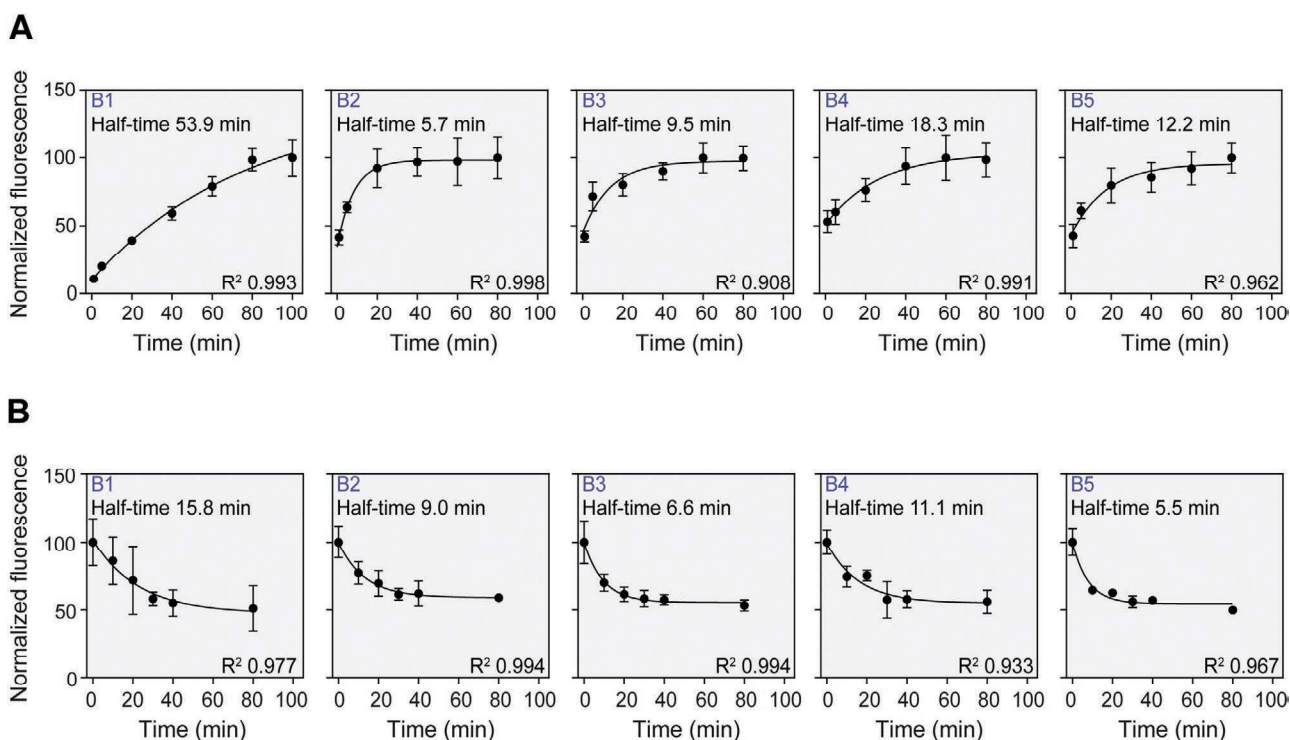 A
Normalized fluorescence
150
100
50
0
B1
Half-time 53.9 min
R² 0.993
0 20 40 60 80 100
Time (min)
B2
Half-time 5.7 min
R² 0.998
0 20 40 60 80 100
Time (min)
B3
Half-time 9.5 min
R² 0.908
0 20 40 60 80 100
Time (min)
B4
Half-time 18.3 min
R² 0.991
0 20 40 60 80 100
Time (min)
B5
Half-time 12.2 min
R² 0.962
0 20 40 60 80 100
Time (min)
B
Normalized fluorescence
150
100
50
0
B1
Half-time 15.8 min
R² 0.977
0 20 40 60 80 100
Time (min)
B2
Half-time 9.0 min
R² 0.994
0 20 40 60 80 100
Time (min)
B3
Half-time 6.6 min
R² 0.994
0 20 40 60 80 100
Time (min)
B4
Half-time 11.1 min
R² 0.933
0 20 40 60 80 100
Time (min)
B5
Half-time 5.5 min
R² 0.967
0 20 40 60 80 100
Time (min)